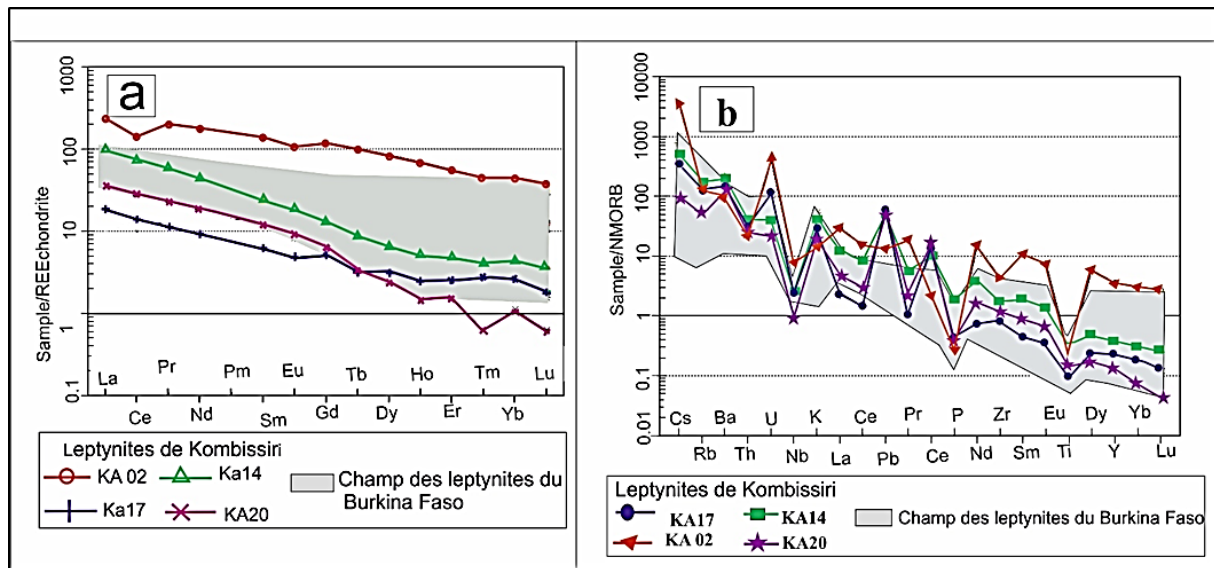 a
Sample/REEchondrite
1000
100
10
1
0.1
La
Pr
Pm
Eu
Tb
Ho
Tm
Lu
Ce
Nd
Sm
Gd
Dy
Er
Yb
Leptynites de Kombissiri
KA 02
Ka14
Ka17
KA20
Champ des leptynites du
Burkina Faso
b
Sample/NMORB
10000
1000
100
10
1
0.1
0.01
Cs
Ba
U
K
Ce
Pr
P
Zr
Eu
Dy
Yb
Rb
Th
Nb
La
Pb
Ce
Nd
Sm
Ti
Y
Lu
Leptynites de Kombissiri
KA17
KA14
KA 02
KA20
Champ des leptynites du Burkina Faso